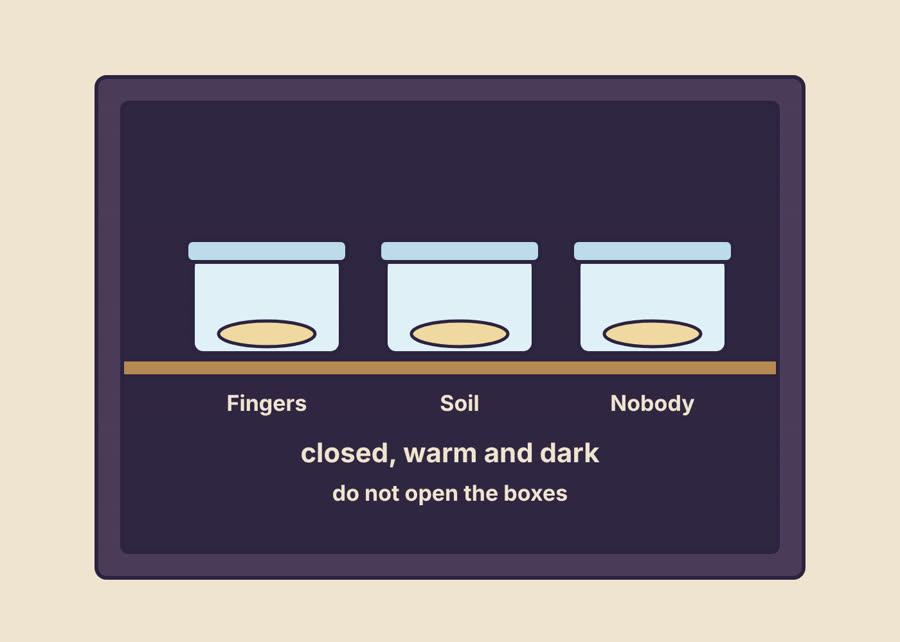 Fingers
Soil
Nobody
closed, warm and dark
do not open the boxes